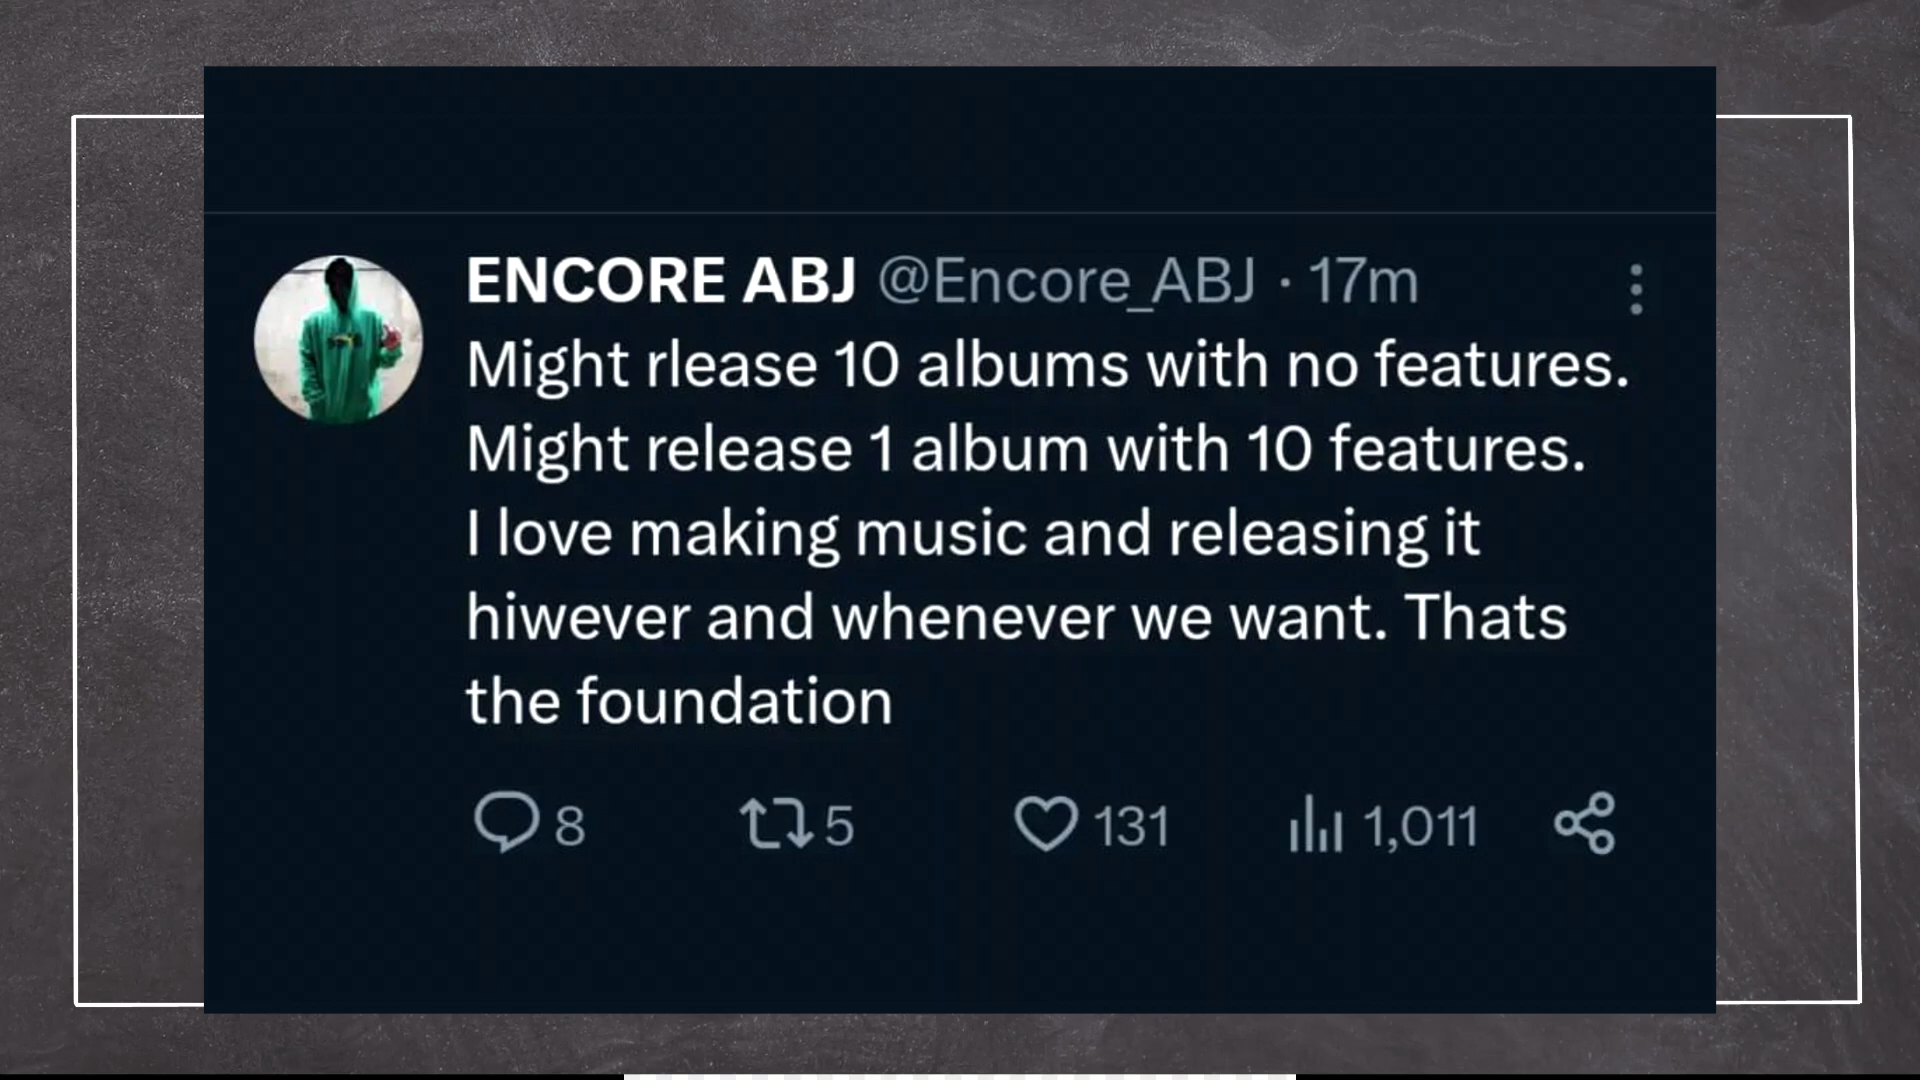 ENCORE ABJ @Encore_ABJ · 17m
Might rlease 10 albums with no features.
Might release 1 album with 10 features.
I love making music and releasing it
hiwever and whenever we want. Thats
the foundation
8 5 131 1,011